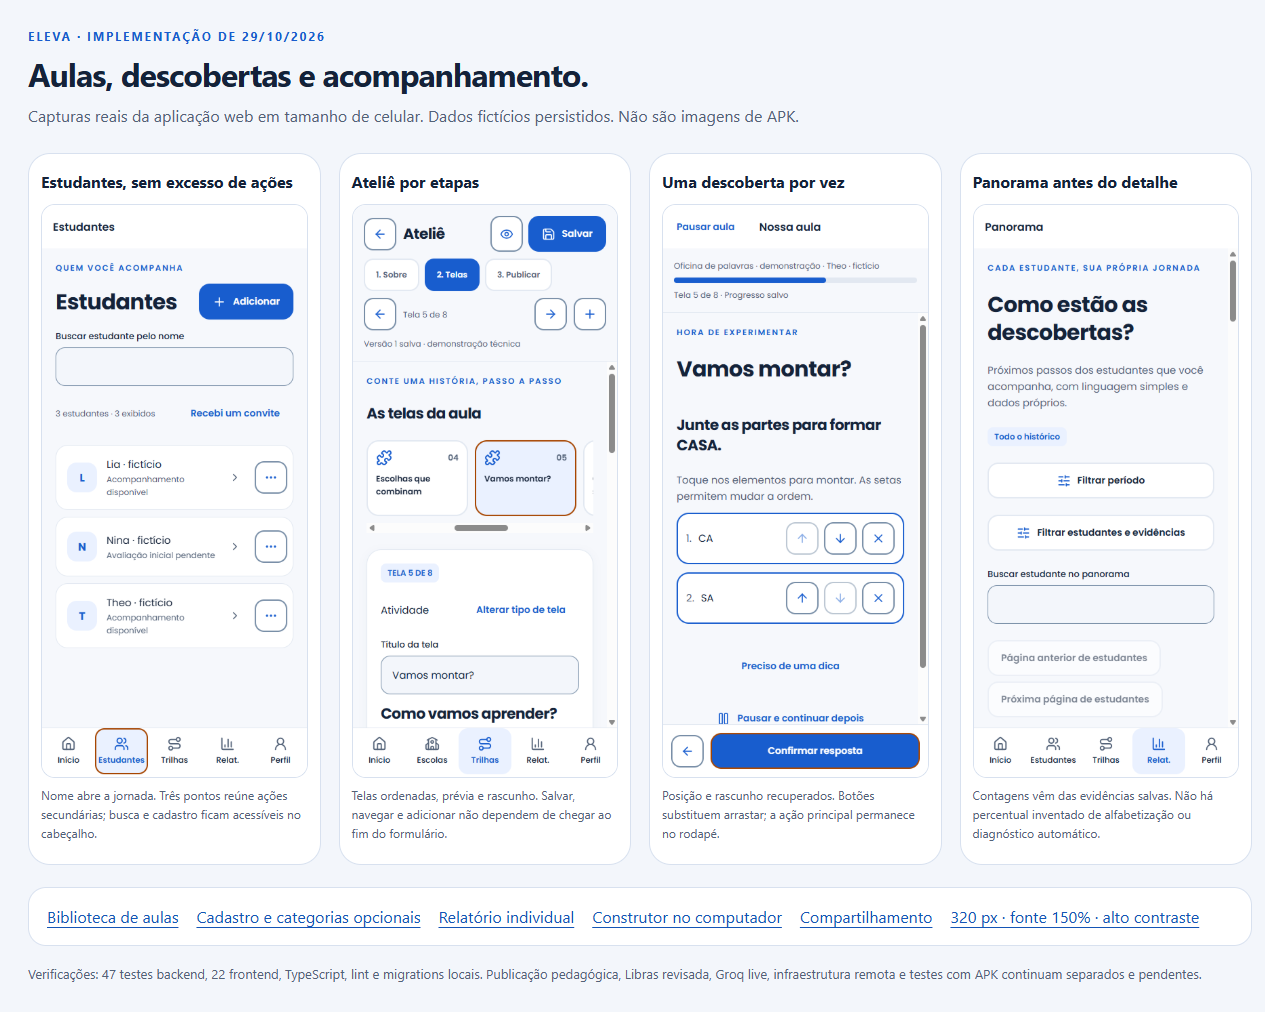 ELEVA · IMPLEMENTAÇÃO DE 29/10/2026
Aulas, descobertas e acompanhamento.
Capturas reais da aplicação web em tamanho de celular. Dados fictícios persistidos. Não são imagens de APK.
Estudantes, sem excesso de ações
Estudantes
QUEM VOCÊ ACOMPANHA
Estudantes
Adicionar
Buscar estudante pelo nome
3 estudantes · 3 exibidos
Recebi um convite
L
Lia · fictício
Acompanhamento
disponível
N
Nina · fictício
Avaliação inicial pendente
T
Theo · fictício
Acompanhamento
disponível
Início
Estudantes
Trilhas
Relat.
Perfil
Nome abre a jornada. Três pontos reúne ações
secundárias; busca e cadastro ficam acessíveis no
cabeçalho.
Ateliê por etapas
Ateliê
Salvar
1. Sobre
2. Telas
3. Publicar
Tela 5 de 8
Versão 1 salva · demonstração técnica
CONTE UMA HISTÓRIA, PASSO A PASSO
As telas da aula
04
Escolhas que
combinam
05
Vamos montar?
TELA 5 DE 8
Atividade
Alterar tipo de tela
Título da tela
Vamos montar?
Como vamos aprender?
Início
Escolas
Trilhas
Relat.
Perfil
Telas ordenadas, prévia e rascunho. Salvar,
navegar e adicionar não dependem de chegar ao
fim do formulário.
Uma descoberta por vez
Pausar aula
Nossa aula
Oficina de palavras · demonstração · Theo · fictício
Tela 5 de 8 · Progresso salvo
HORA DE EXPERIMENTAR
Vamos montar?
Junte as partes para formar
CASA.
Toque nos elementos para montar. As setas
permitem mudar a ordem.
1. CA
2. SA
Preciso de uma dica
Pausar e continuar depois
Confirmar resposta
Posição e rascunho recuperados. Botões
substituem arrastar; a ação principal permanece
no rodapé.
Panorama antes do detalhe
Panorama
CADA ESTUDANTE, SUA PRÓPRIA JORNADA
Como estão as
descobertas?
Próximos passos dos estudantes que você
acompanha, com linguagem simples e
dados próprios.
Todo o histórico
Filtrar período
Filtrar estudantes e evidências
Buscar estudante no panorama
Página anterior de estudantes
Próxima página de estudantes
Início
Estudantes
Trilhas
Relat.
Perfil
Contagens vêm das evidências salvas. Não há
percentual inventado de alfabetização ou
diagnóstico automático.
Biblioteca de aulas
Cadastro e categorias opcionais
Relatório individual
Construtor no computador
Compartilhamento
320 px · fonte 150% · alto contraste
Verificações: 47 testes backend, 22 frontend, TypeScript, lint e migrations locais. Publicação pedagógica, Libras revisada, Groq live, infraestrutura remota e testes com APK continuam separados e pendentes.